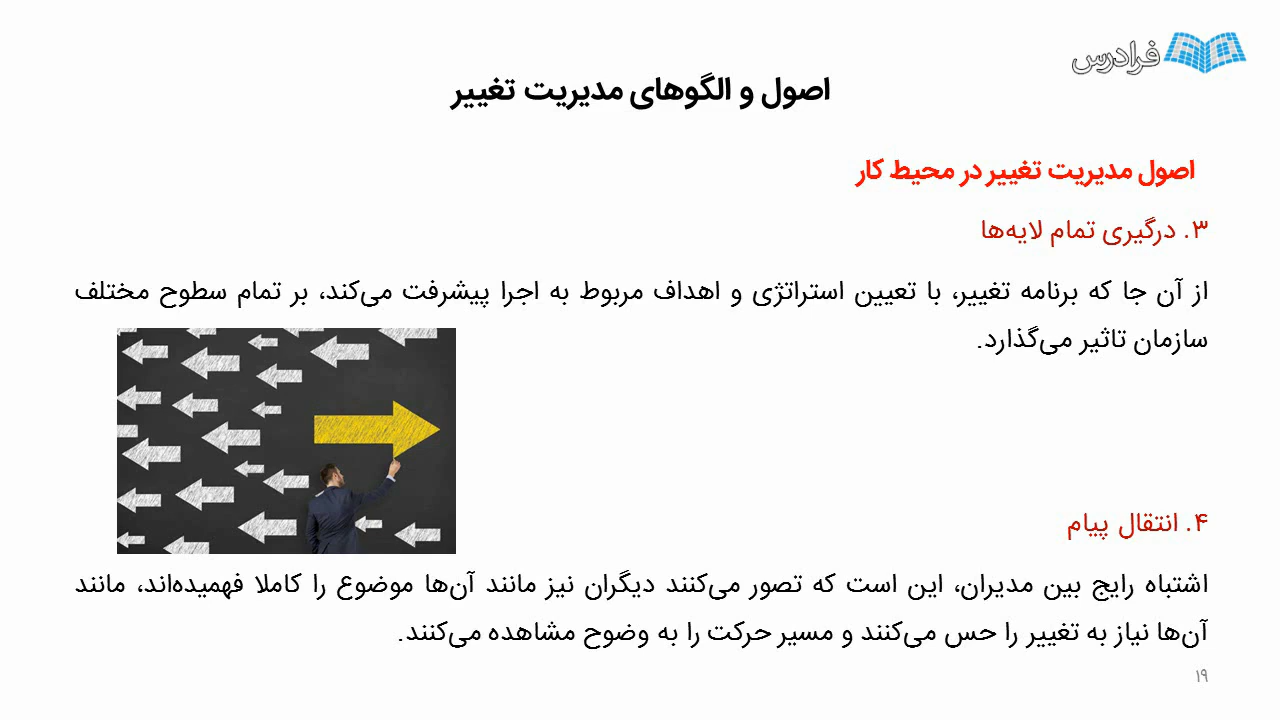 فرادرس
اصول و الگوهای مدیریت تغییر
اصول مدیریت تغییر در محیط کار
۳. درگیری تمام لایه‌ها
از آن جا که برنامه تغییر، با تعیین استراتژی و اهداف مربوط به اجرا پیشرفت می‌کند، بر تمام سطوح مختلف
سازمان تاثیر می‌گذارد.
۴. انتقال پیام
اشتباه رایج بین مدیران، این است که تصور می‌کنند دیگران نیز مانند آن‌ها موضوع را کاملا فهمیده‌اند، مانند
آن‌ها نیاز به تغییر را حس می‌کنند و مسیر حرکت را به وضوح مشاهده می‌کنند.
۱۹